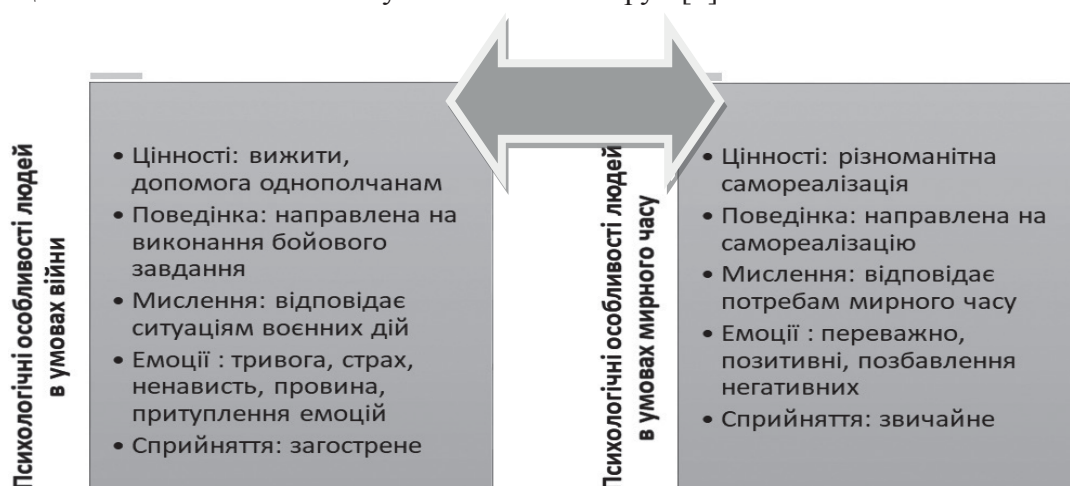 Психологічні особливості людей
в умовах війни
• Цінності: вижити,
допомога однополчанам
• Поведінка: направлена на
виконання бойового
завдання
• Мислення: відповідає
ситуаціям воєнних дій
• Емоції : тривога, страх,
ненависть, провина,
притуплення емоцій
• Сприйняття: загострене
Психологічні особливості людей
в умовах мирного часу
• Цінності: різноманітна
самореалізація
• Поведінка: направлена на
самореалізацію
• Мислення: відповідає
потребам мирного часу
• Емоції : переважно,
позитивні, позбавлення
негативних
• Сприйняття: звичайне